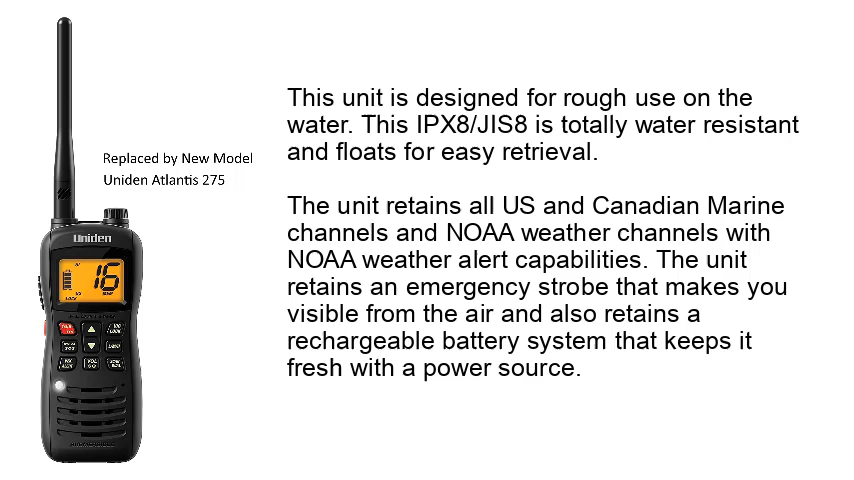 Replaced by New Model
Uniden Atlantis 275
Uniden
16
This unit is designed for rough use on the
water. This IPX8/JIS8 is totally water resistant
and floats for easy retrieval.
The unit retains all US and Canadian Marine
channels and NOAA weather channels with
NOAA weather alert capabilities. The unit
retains an emergency strobe that makes you
visible from the air and also retains a
rechargeable battery system that keeps it
fresh with a power source.